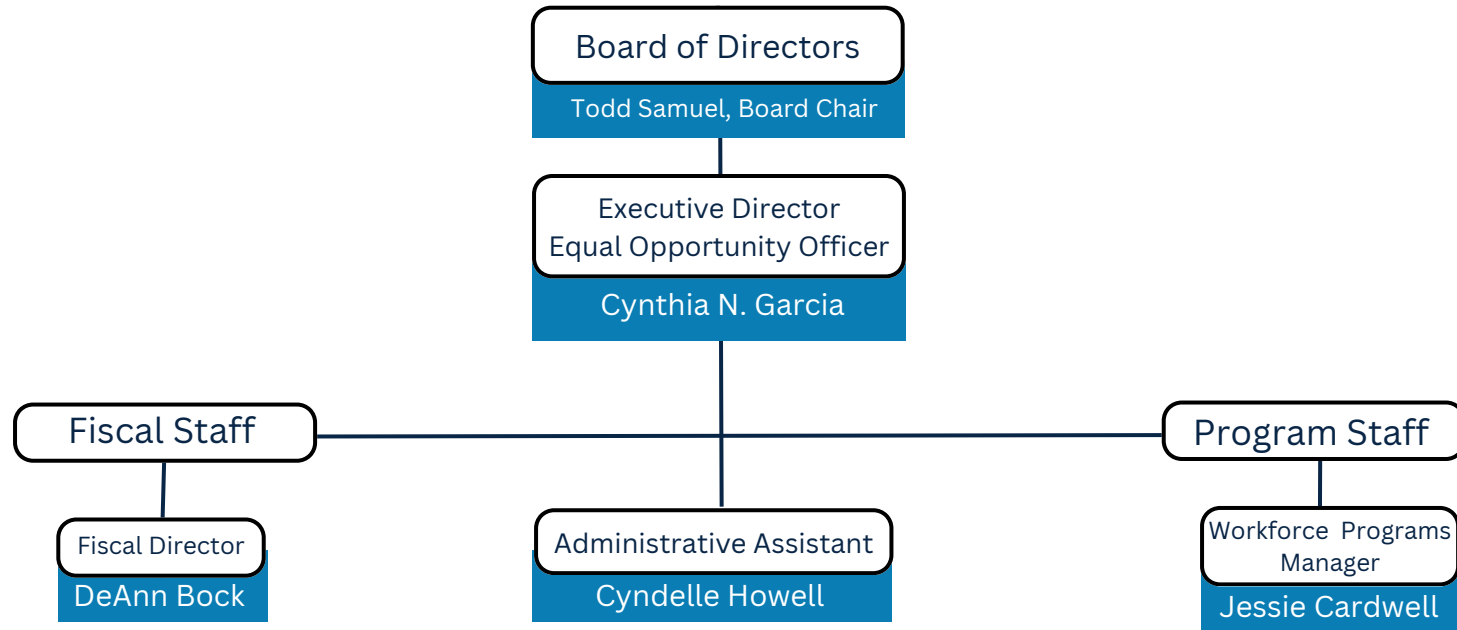 Board of Directors
Todd Samuel, Board Chair
Executive Director
Equal Opportunity Officer
Cynthia N. Garcia
Fiscal Staff
Program Staff
Fiscal Director
DeAnn Bock
Administrative Assistant
Cyndelle Howell
Workforce Programs
Manager
Jessie Cardwell